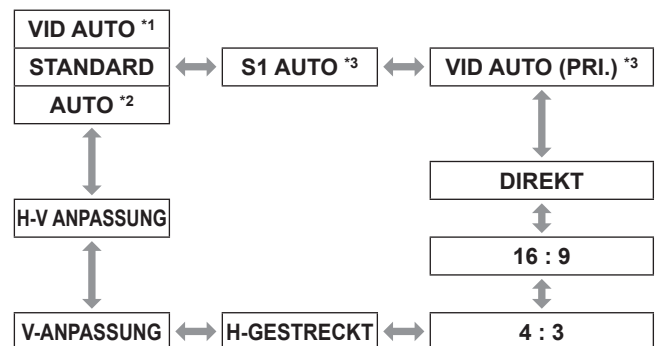 VID AUTO *1
STANDARD
AUTO *2
S1 AUTO *3
VID AUTO (PRI.) *3
DIREKT
H-V ANPASSUNG
16 : 9
V-ANPASSUNG
H-GESTRECKT
4 : 3